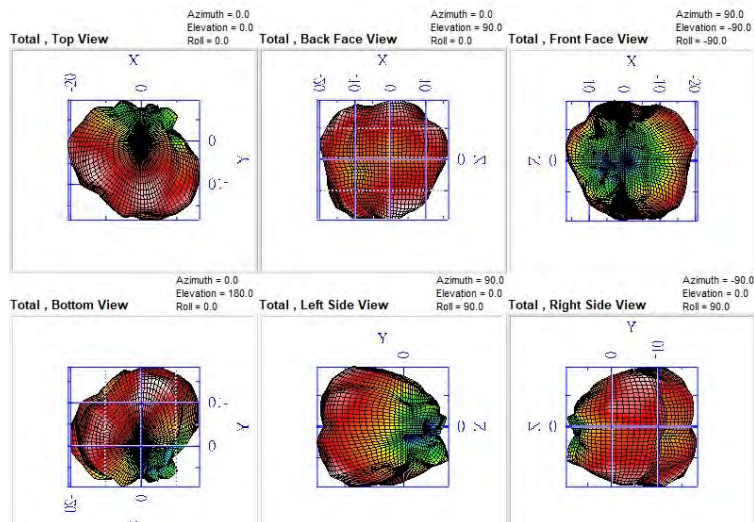 Azimuth = 0.0
Elevation = 0.0
Roll = 0.0
Total , Top View
X
-20
0
0
-10
Y
Azimuth = 0.0
Elevation = 90.0
Roll = 0.0
Total , Back Face View
X
-20
-10
0
10
0
Z
Azimuth = 90.0
Elevation = -90.0
Roll = -90.0
Total , Front Face View
X
10
0
-10
-20
Z
0
Azimuth = 0.0
Elevation = 180.0
Roll = 0.0
Total , Bottom View
-10
0
Y
-20
0
Azimuth = 90.0
Elevation = 0.0
Roll = 90.0
Total , Left Side View
Y
0
0
Z
Azimuth = -90.0
Elevation = 0.0
Roll = 90.0
Total , Right Side View
Y
0
-10
Z
0